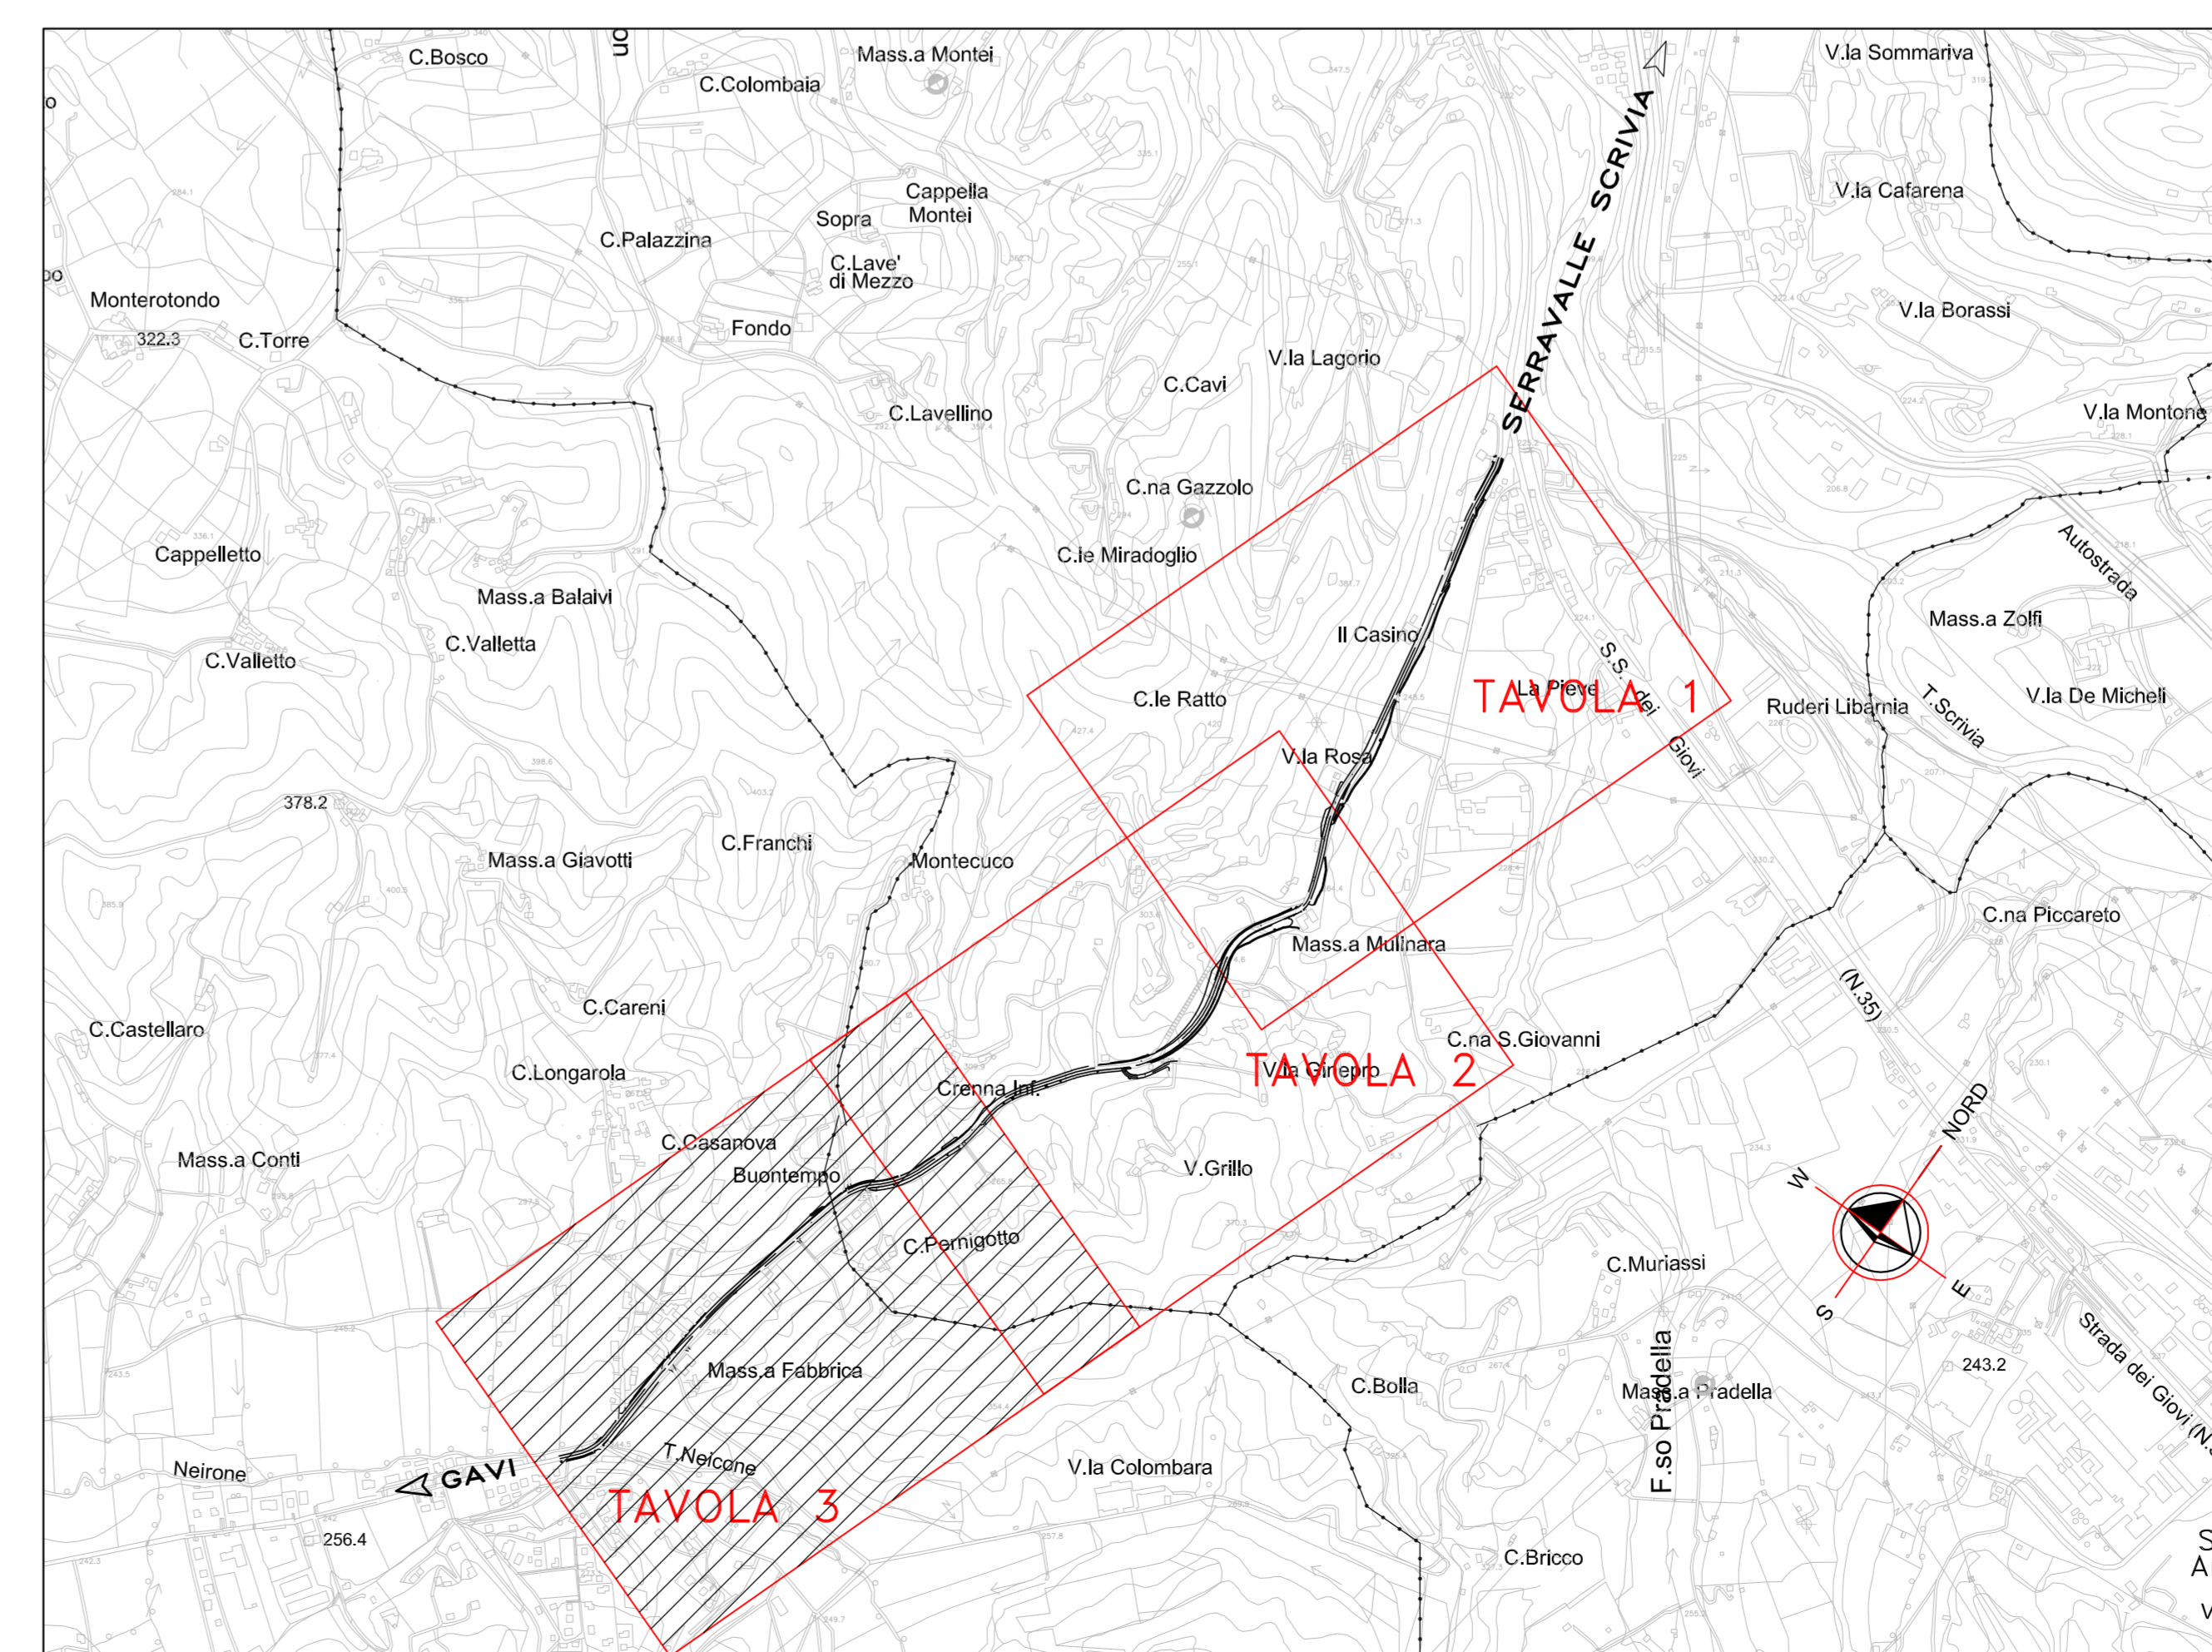 C.Bosco
Mass.a Montei
V.la Sommariva
C.Colombaia
Cappella
Montei
Sopra
V.la Cafarena
C.Palazzina
C.Lave'
di Mezzo
SERRAVALLE SCRIVIA
Monterotondo
322.3
C.Torre
Fondo
V.la Borassi
V.la Lagorio
C.Cavi
C.Lavellino
V.la Montone
C.na Gazzolo
Cappelletto
C.le Miradoglio
Autostrada
Mass.a Balaivi
Mass.a Zolfi
C.Valletta
Il Casino
C.Valletto
C.le Ratto
La Pieve
TAVOLA 1
S.S. dei Giovi
Ruderi Libarnia
T.Scrivia
V.la De Micheli
V.la Rosa
378.2
C.Franchi
Mass.a Giavotti
Montecuco
C.na Piccareto
Mass.a Mulinara
(N.35)
C.Careni
C.Castellaro
C.na S.Giovanni
C.Longarola
V.la Ginepro
TAVOLA 2
Crenna Inf.
NORD
C.Casanova
Mass.a Conti
Buontempo
V.Grillo
W
C.Pernigotto
C.Muriassi
S
E
Strada dei Giovi
F.so Pradella
Mass.a Fabbrica
C.Bolla
Mass.a Pradella
243.2
T.Neicone
Neirone
GAVI
V.la Colombara
TAVOLA 3
256.4
C.Bricco